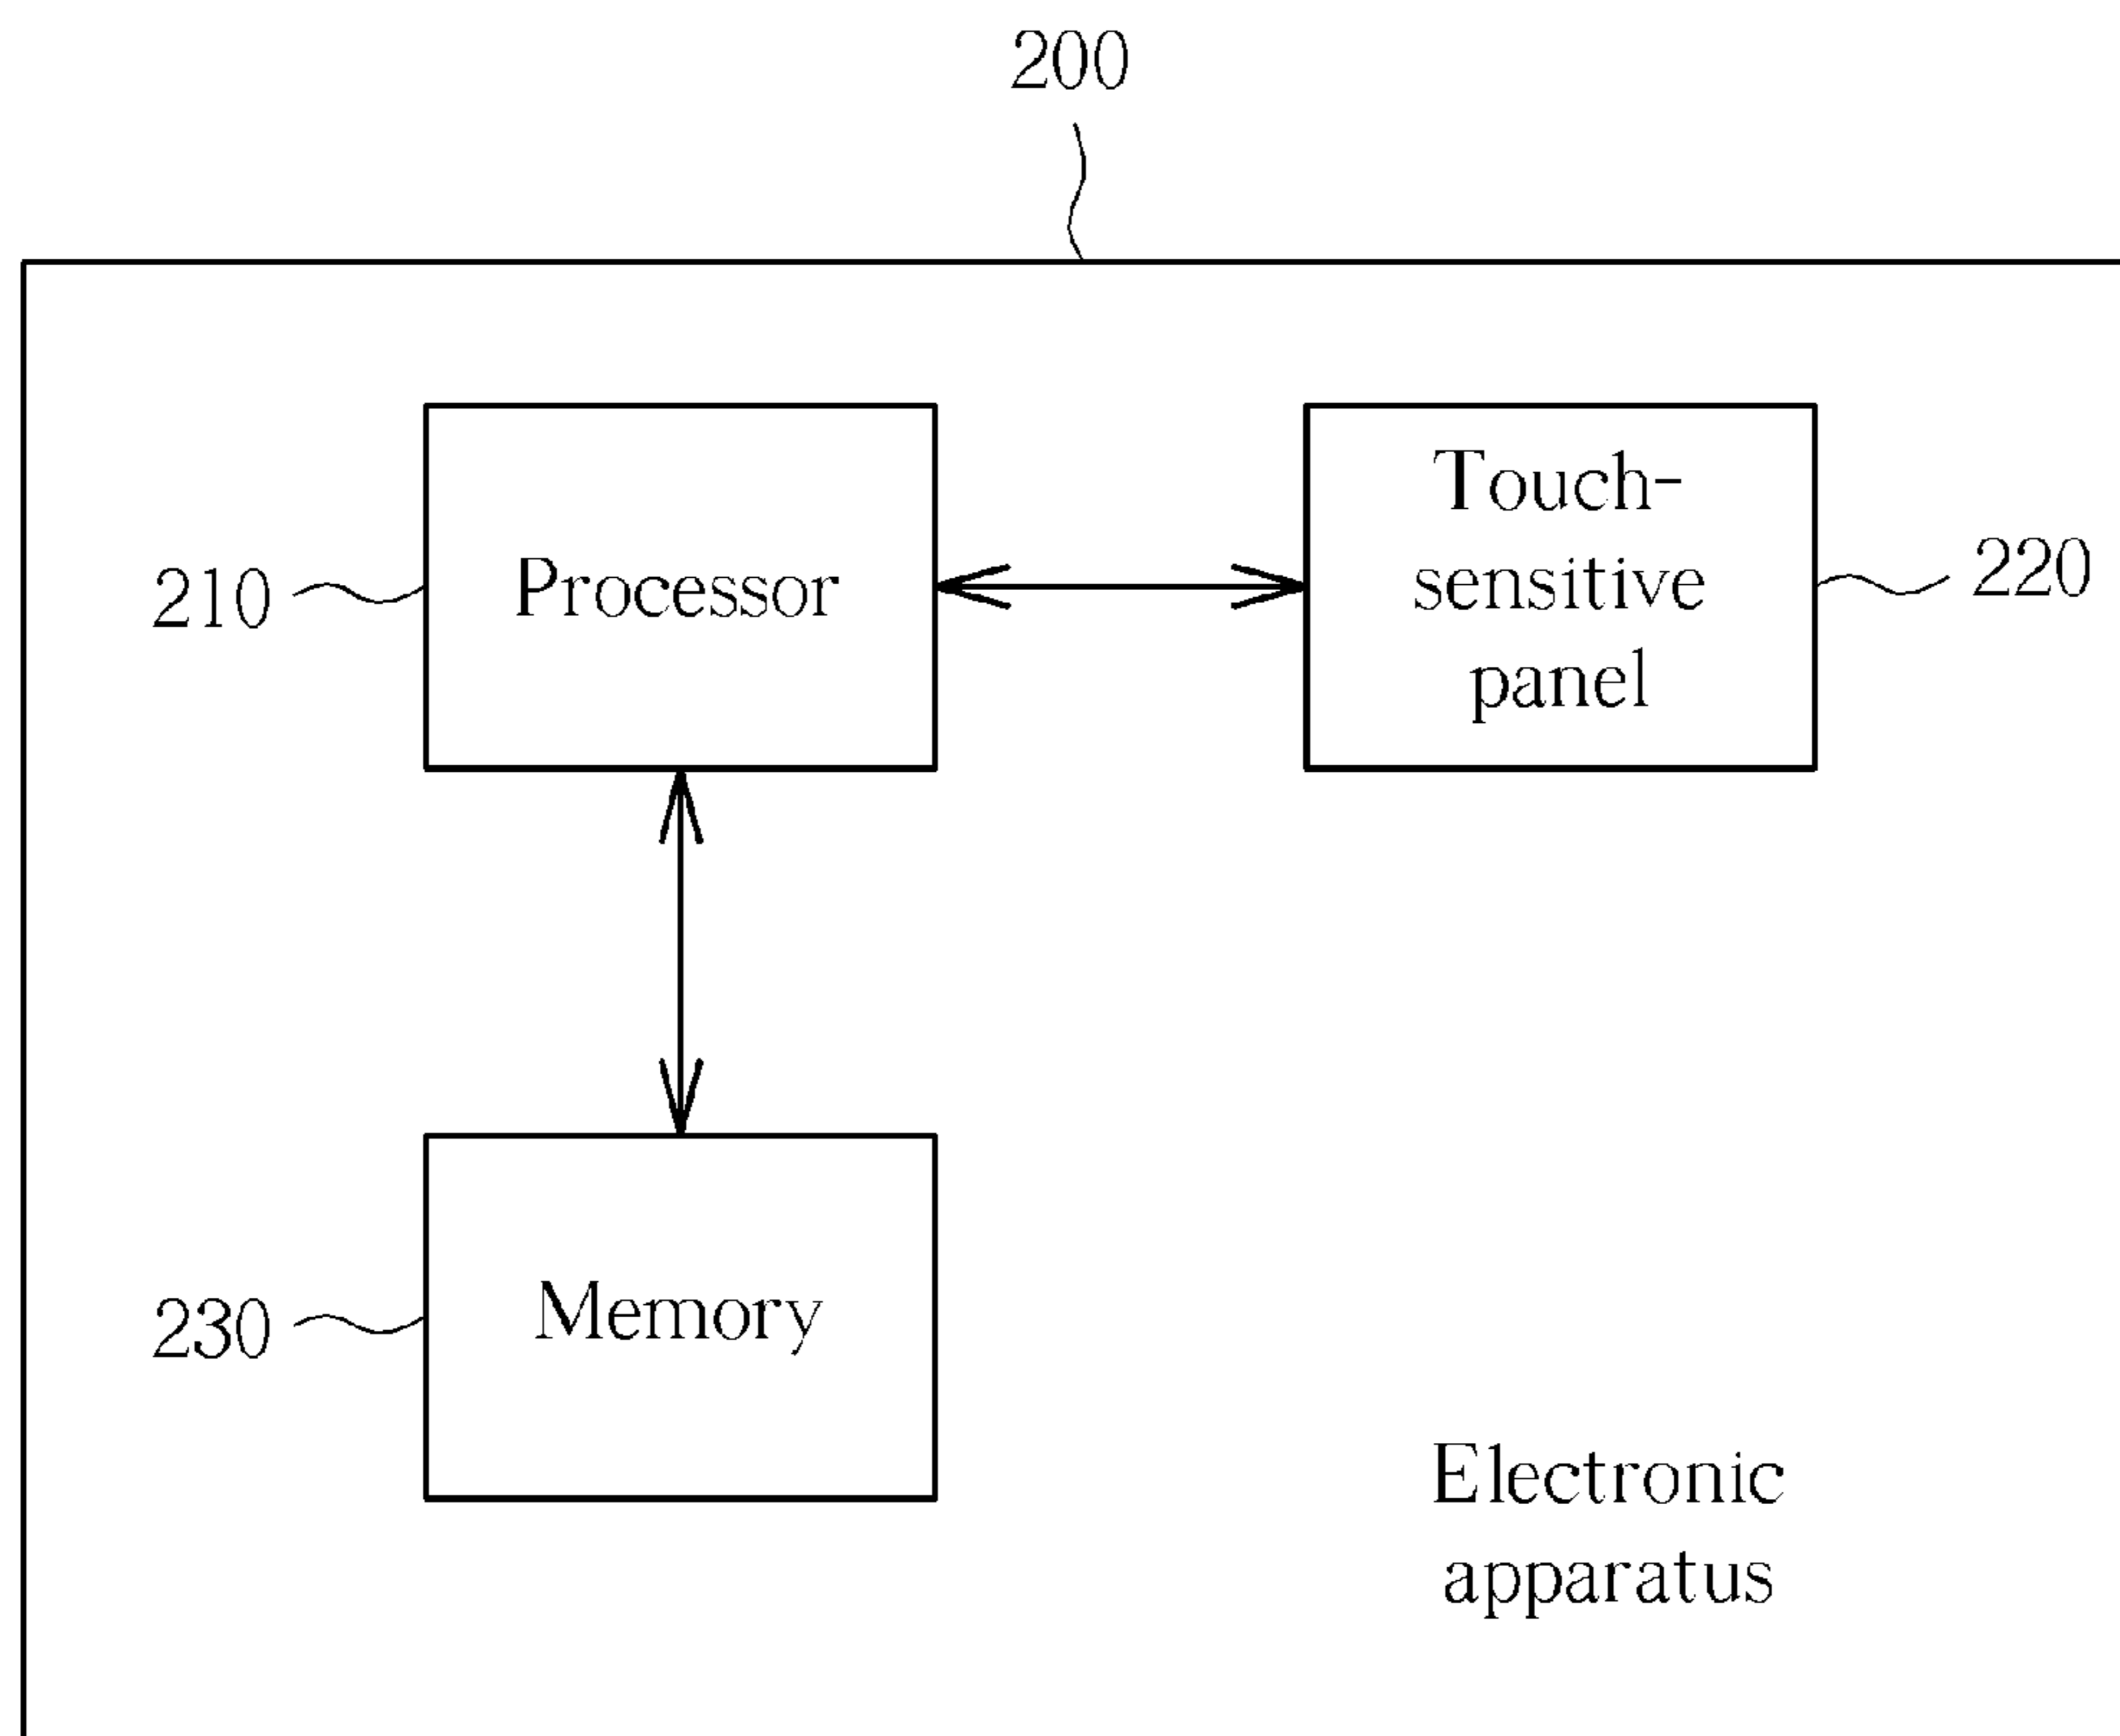 200
210
Processor
Touch-
sensitive
panel
220
230
Memory
Electronic
apparatus